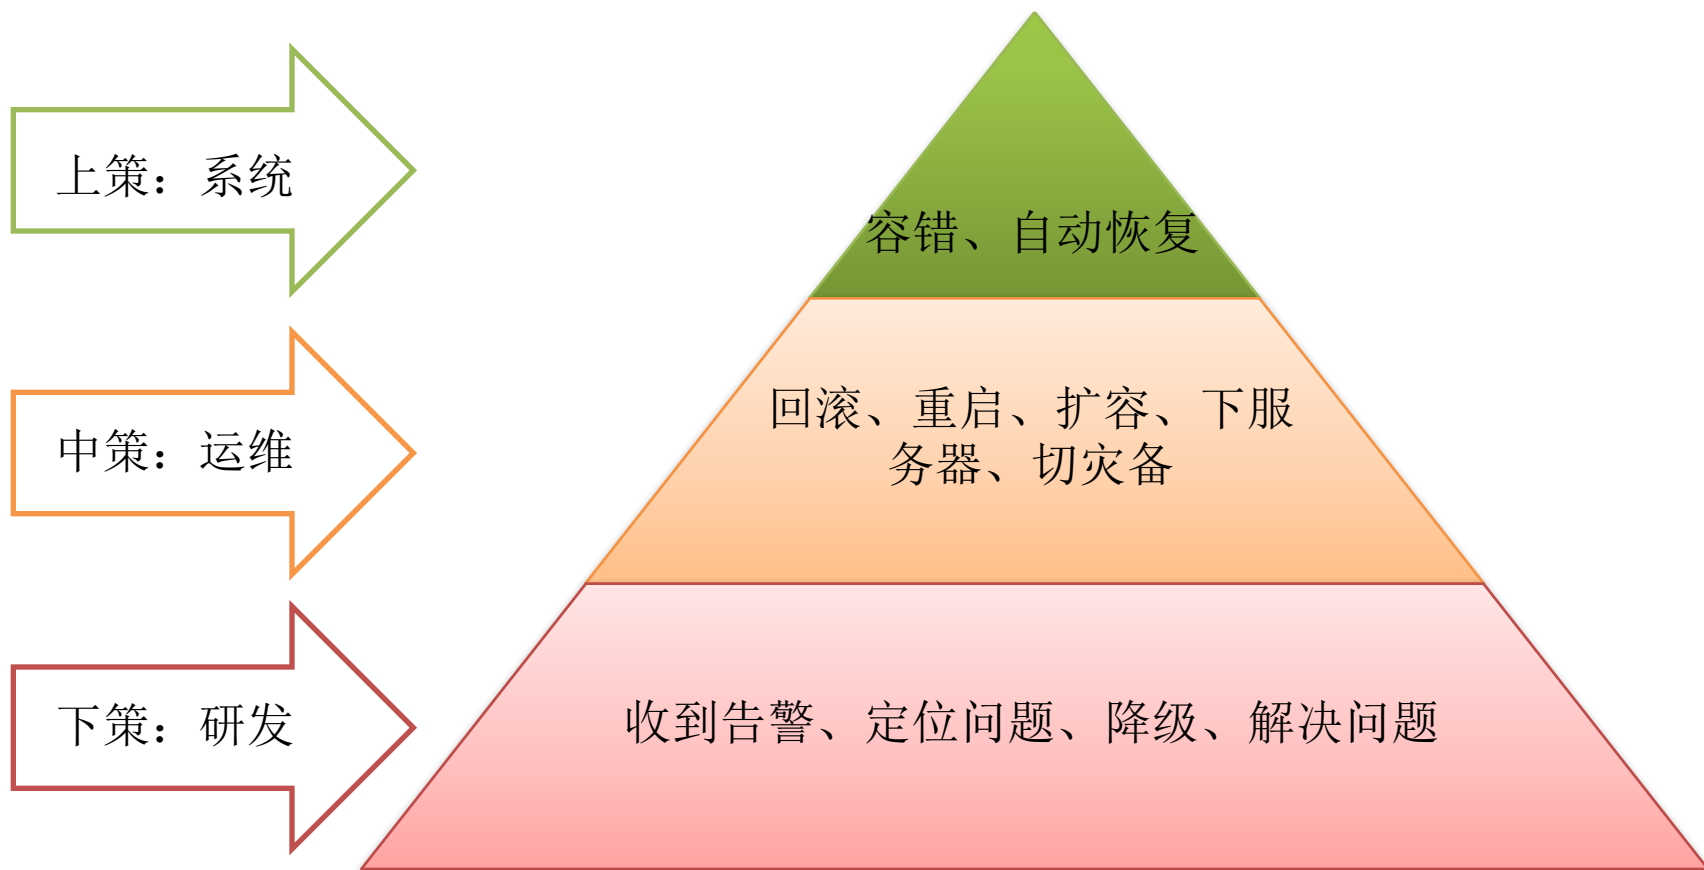 上策：系统
容错、自动恢复
中策：运维
回滚、重启、扩容、下服
务器、切灾备
下策：研发
收到告警、定位问题、降级、解决问题